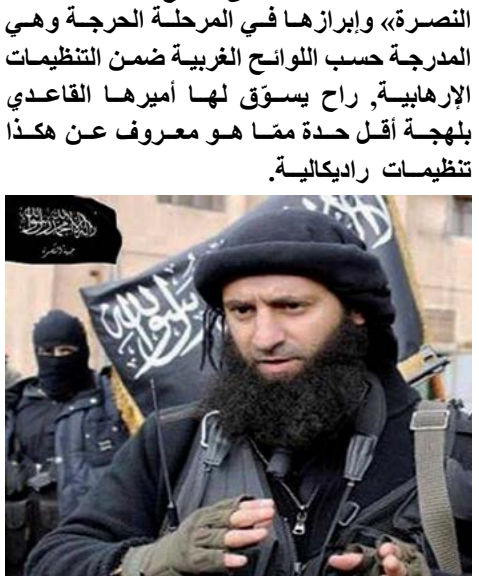 النصرة» وإبرازها في المرحلة الحرجة وهي
المدرجة حسب اللوائح الغربية ضمن التنظيمات
الإرهابية, راح يسوّق لها أميرها القاعدي
بلهجة أقل حدة ممّا هو معروف عن هكذا
تنظيمات راديكالية.